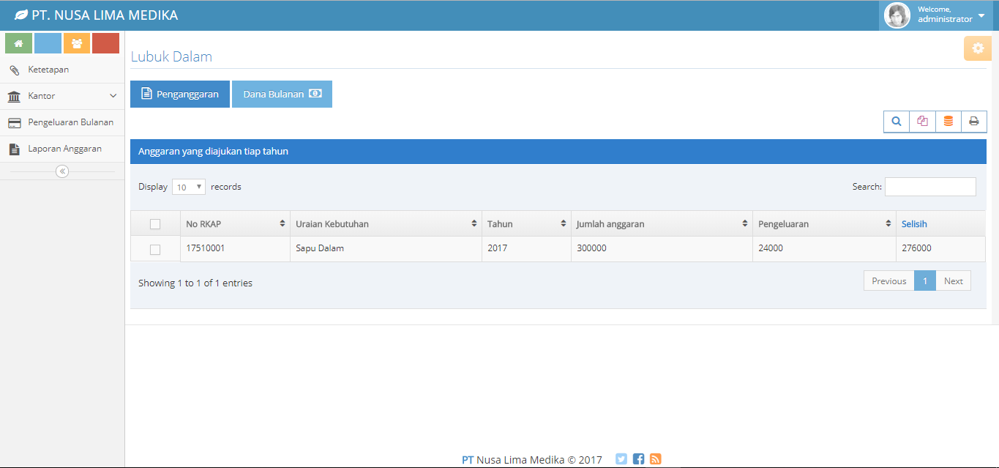 PT. NUSA LIMA MEDIKA
Welcome,
administrator
Ketetapan
Kantor
Pengeluaran Bulanan
Laporan Anggaran
Lubuk Dalam
Penganggaran
Dana Bulanan
Anggaran yang diajukan tiap tahun
Display 10 records
Search:
No RKAP Uraian Kebutuhan Tahun Jumlah anggaran Pengeluaran Selisih
17510001 Sapu Dalam 2017 300000 24000 276000
Showing 1 to 1 of 1 entries
Previous 1 Next
PT Nusa Lima Medika © 2017